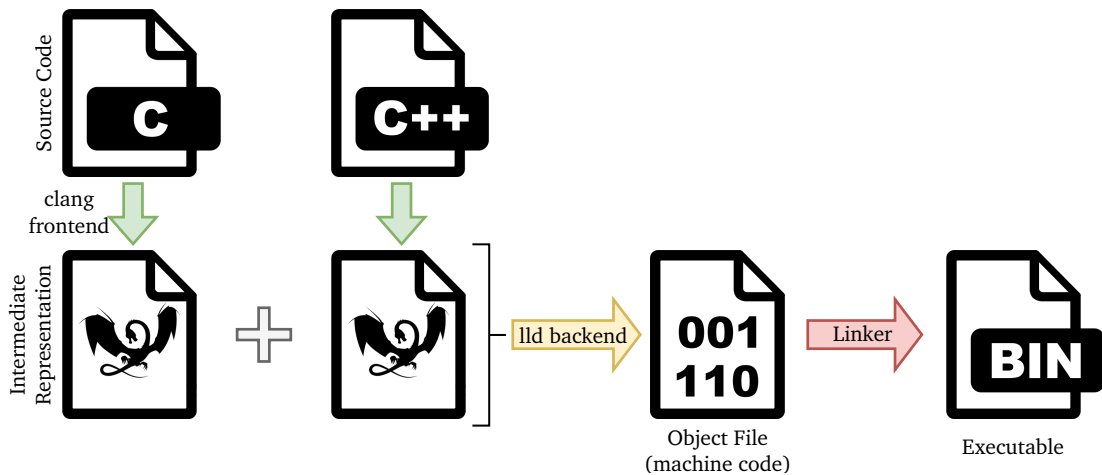 Source Code
C
C++
clang
frontend
Intermediate
Representation
lld backend
001
110
Linker
BIN
Object File
(machine code)
Executable